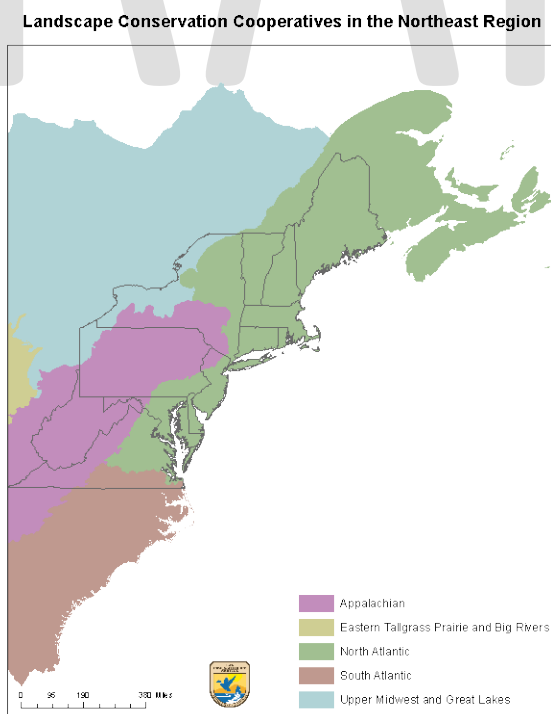 Landscape Conservation Cooperatives in the Northeast Region
Appalachian
Eastern Tallgrass Prairie and Big Rivers
North Atlantic
South Atlantic
Upper Midwest and Great Lakes
0 95 190 380 Miles